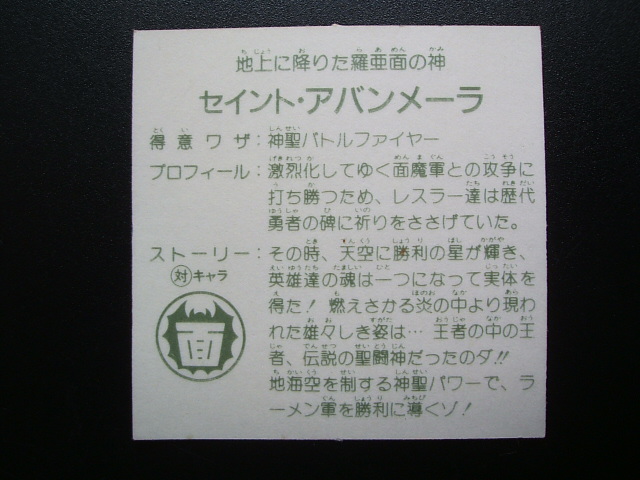 地上に降りた羅亜面の神
セイント・アバンメーラ
得意ワザ：神聖バトルファイヤー
プロフィール：激烈化してゆく面魔軍との攻争に
打ち勝つため、レスラー達は歴代
勇者の碑に祈りをささげていた。
ストーリー：その時、天空に勝利の星が輝き、
対キャラ
英雄達の魂は一つになって実体を
得た！燃えさかる炎の中より現わ
れた雄々しき姿は…王者の中の王
者、伝説の聖闘神だったのダ!!
地海空を制する神聖パワーで、ラ
ーメン軍を勝利に導くゾ！